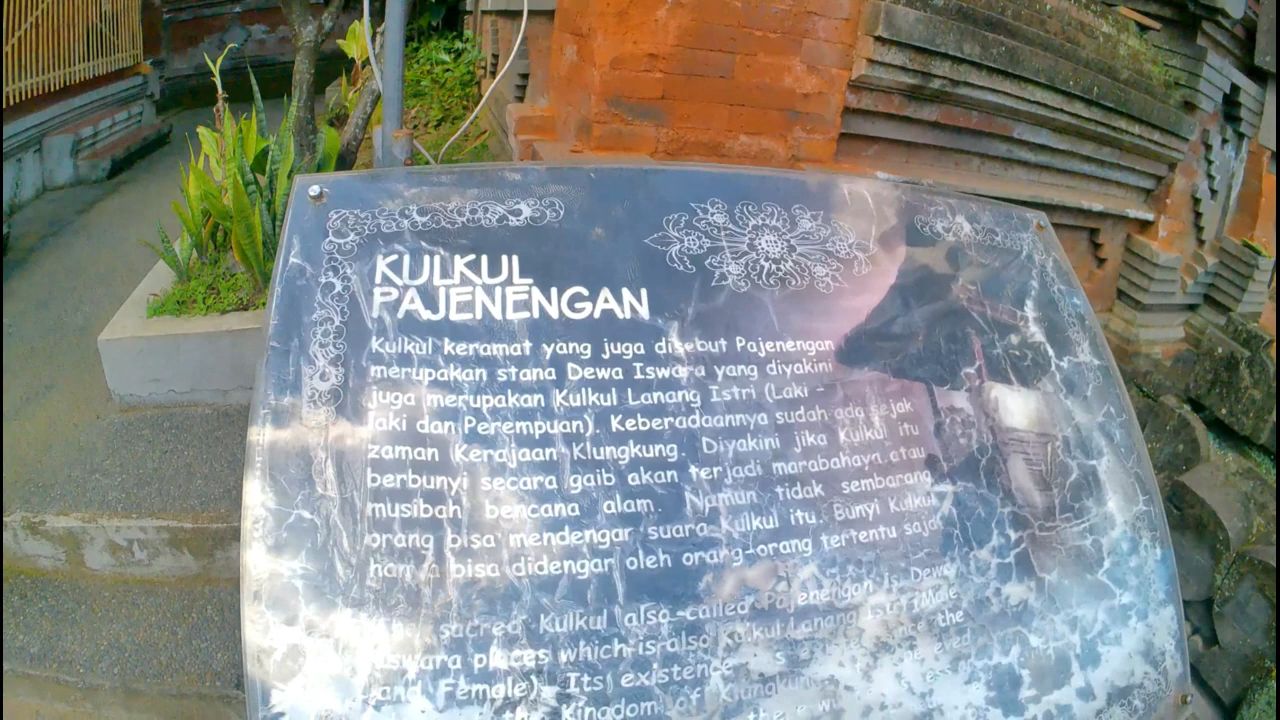 KULKUL
PAJENENGAN
Kulkul keramat yang juga disebut Pajenengan
merupakan stana Dewa Iswara yang diyakini
juga merupakan Kulkul Lanang Istri (Laki -
laki dan Perempuan). Keberadaannya sudah ada sejak
zaman Kerajaan Klungkung. Diyakini jika Kulkul itu
berbunyi secara gaib akan terjadi marabahaya atau
musibah bencana alam. Namun tidak sembarang
orang bisa mendengar suara Kulkul itu. Bunyi Kulkul
hanya bisa didengar oleh orang-orang tertentu saja.
sacred Kulkul also called Pajenengan is Dewa
Iswara places which is also Kulkul Lanang Istri (Male
and Female). Its existence since the
the Kingdom of Klungkung